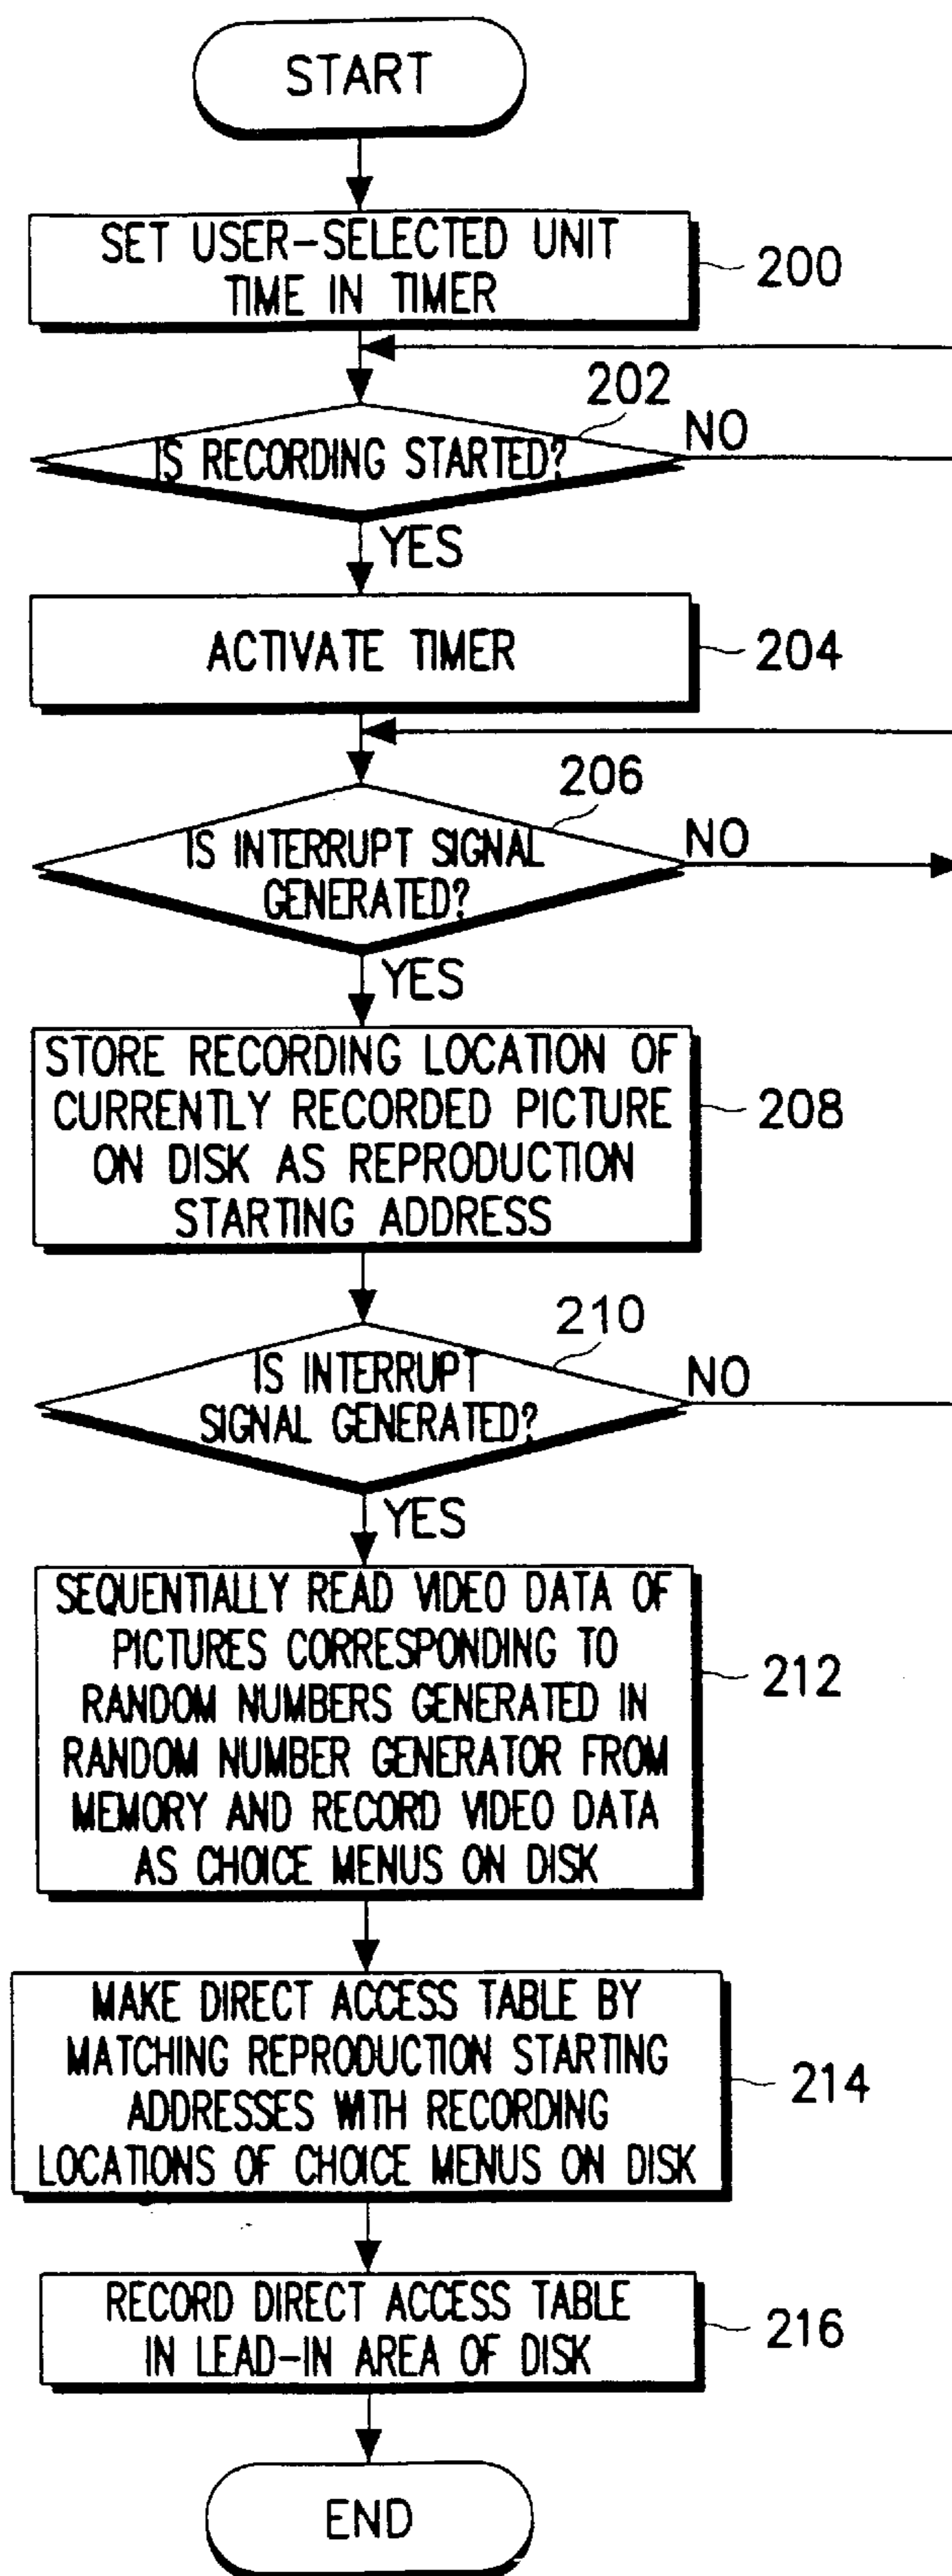 START
SET USER-SELECTED UNIT
TIME IN TIMER
200
202
IS RECORDING STARTED?
NO
YES
ACTIVATE TIMER
204
206
IS INTERRUPT SIGNAL
GENERATED?
NO
YES
STORE RECORDING LOCATION OF
CURRENTLY RECORDED PICTURE
ON DISK AS REPRODUCTION
STARTING ADDRESS
208
210
IS INTERRUPT
SIGNAL GENERATED?
NO
YES
SEQUENTIALLY READ VIDEO DATA OF
PICTURES CORRESPONDING TO
RANDOM NUMBERS GENERATED IN
RANDOM NUMBER GENERATOR FROM
MEMORY AND RECORD VIDEO DATA
AS CHOICE MENUS ON DISK
212
MAKE DIRECT ACCESS TABLE BY
MATCHING REPRODUCTION STARTING
ADDRESSES WITH RECORDING
LOCATIONS OF CHOICE MENUS ON DISK
214
RECORD DIRECT ACCESS TABLE
IN LEAD-IN AREA OF DISK
216
END